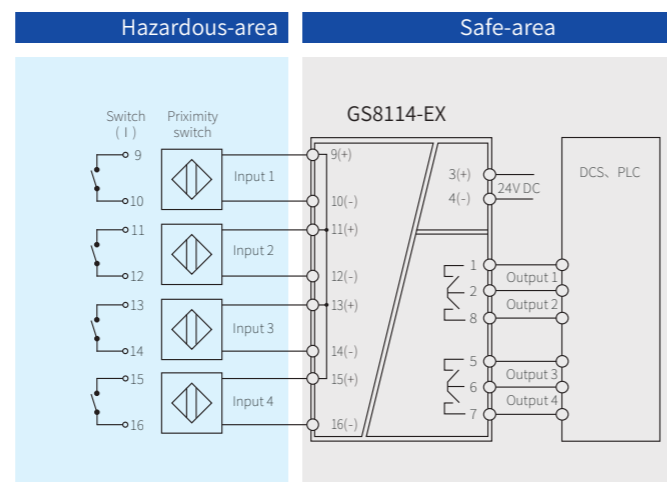 Hazardous-area
Safe-area
Switch
( I )
Priximity
switch
GS8114-EX
9
Input 1
9(+)
10
10(-)
3(+)
4(-)
24V DC
DCS、PLC
11
Input 2
11(+)
12
12(-)
13
Input 3
13(+)
14
14(-)
15
Input 4
15(+)
16
16(-)
1
Output 1
2
Output 2
8
5
Output 3
6
Output 4
7